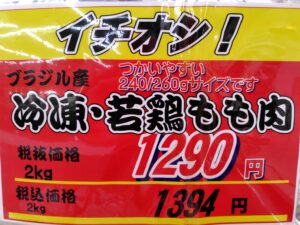 イチオシ!
ブラジル産
つかいやすい
240/260gサイズです
冷凍・若鶏もも肉
税抜価格
2kg
1290円
税込価格
2kg
1394円